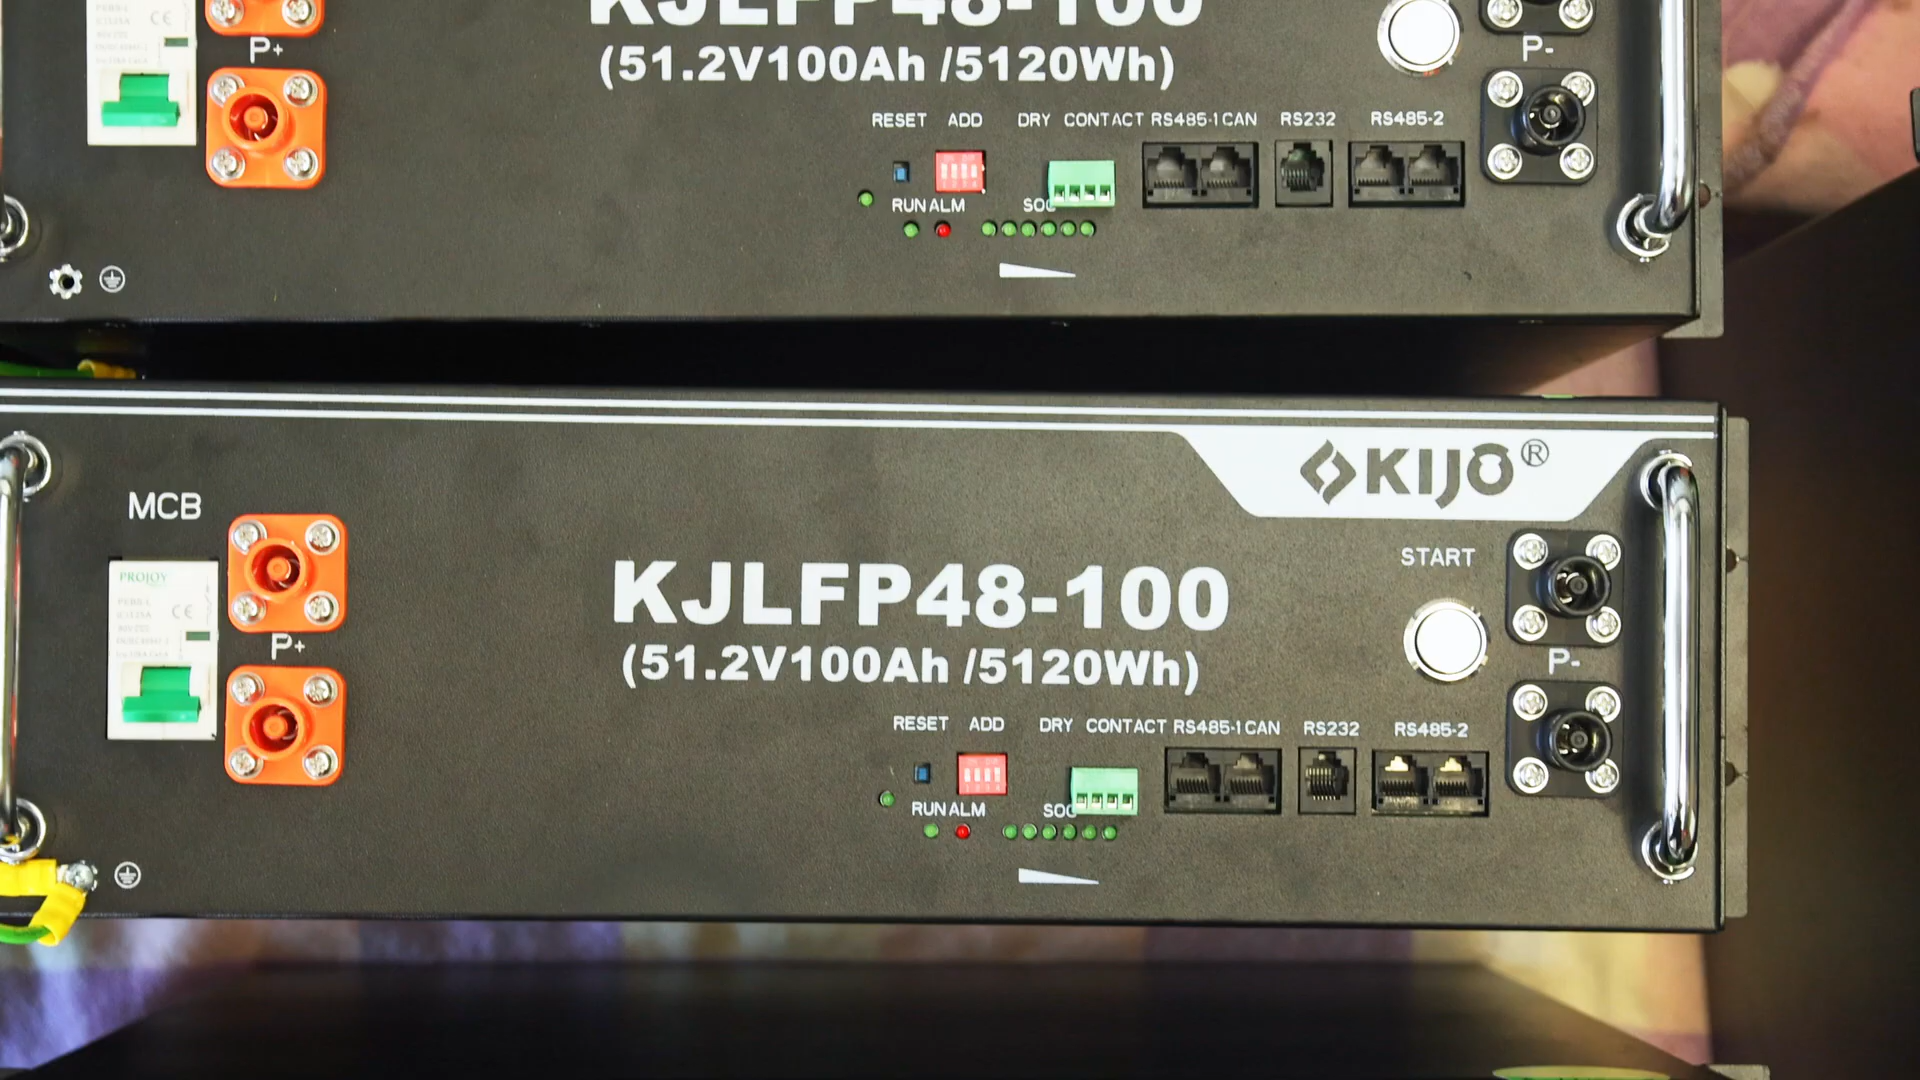 KJLFP48-100
P+
(51.2V100Ah /5120Wh)
P-
RESET ADD DRY CONTACT RS485-1 CAN RS232 RS485-2
RUN ALM SOC
KIJO®
MCB
START
PROJOY
CE
KJLFP48-100
P+
(51.2V100Ah /5120Wh)
P-
RESET ADD DRY CONTACT RS485-1 CAN RS232 RS485-2
RUN ALM SOC